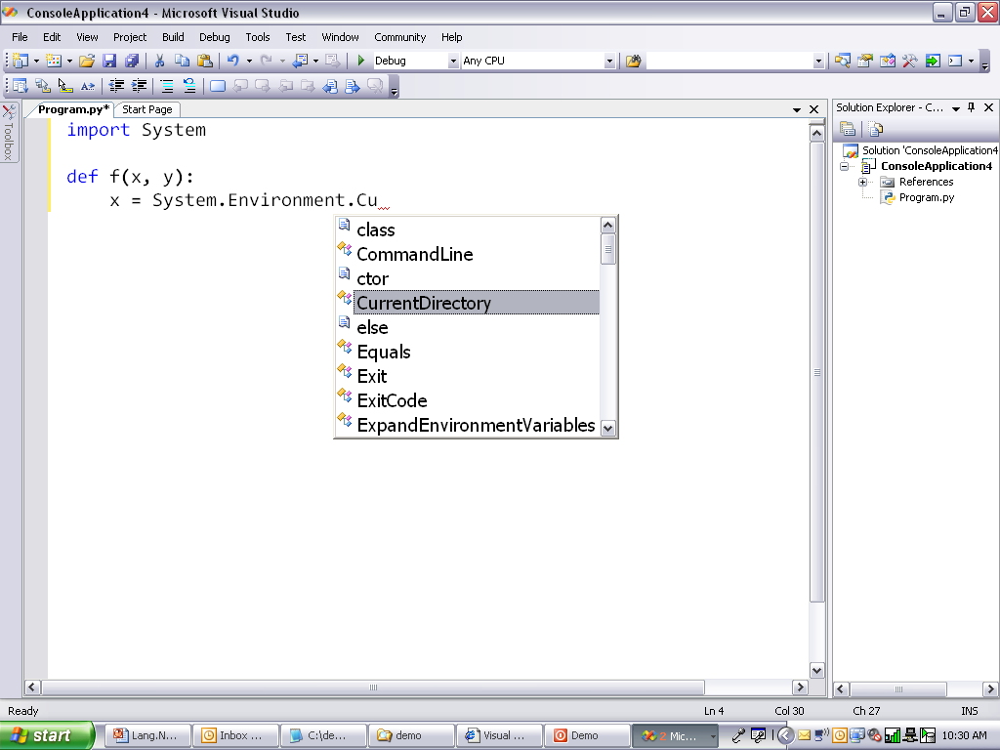 ConsoleApplication4 - Microsoft Visual Studio
File Edit View Project Build Debug Tools Test Window Community Help
Debug Any CPU
Program.py* Start Page
Toolbox
import System
def f(x, y):
x = System.Environment.Cu
class
CommandLine
ctor
CurrentDirectory
else
Equals
Exit
ExitCode
ExpandEnvironmentVariables
Solution Explorer - C...
Solution 'ConsoleApplication4
ConsoleApplication4
References
Program.py
Ready Ln 4 Col 30 Ch 27 INS
start Lang.N... Inbox ... C:\de... demo Visual ... Demo 2 Mic... 10:30 AM